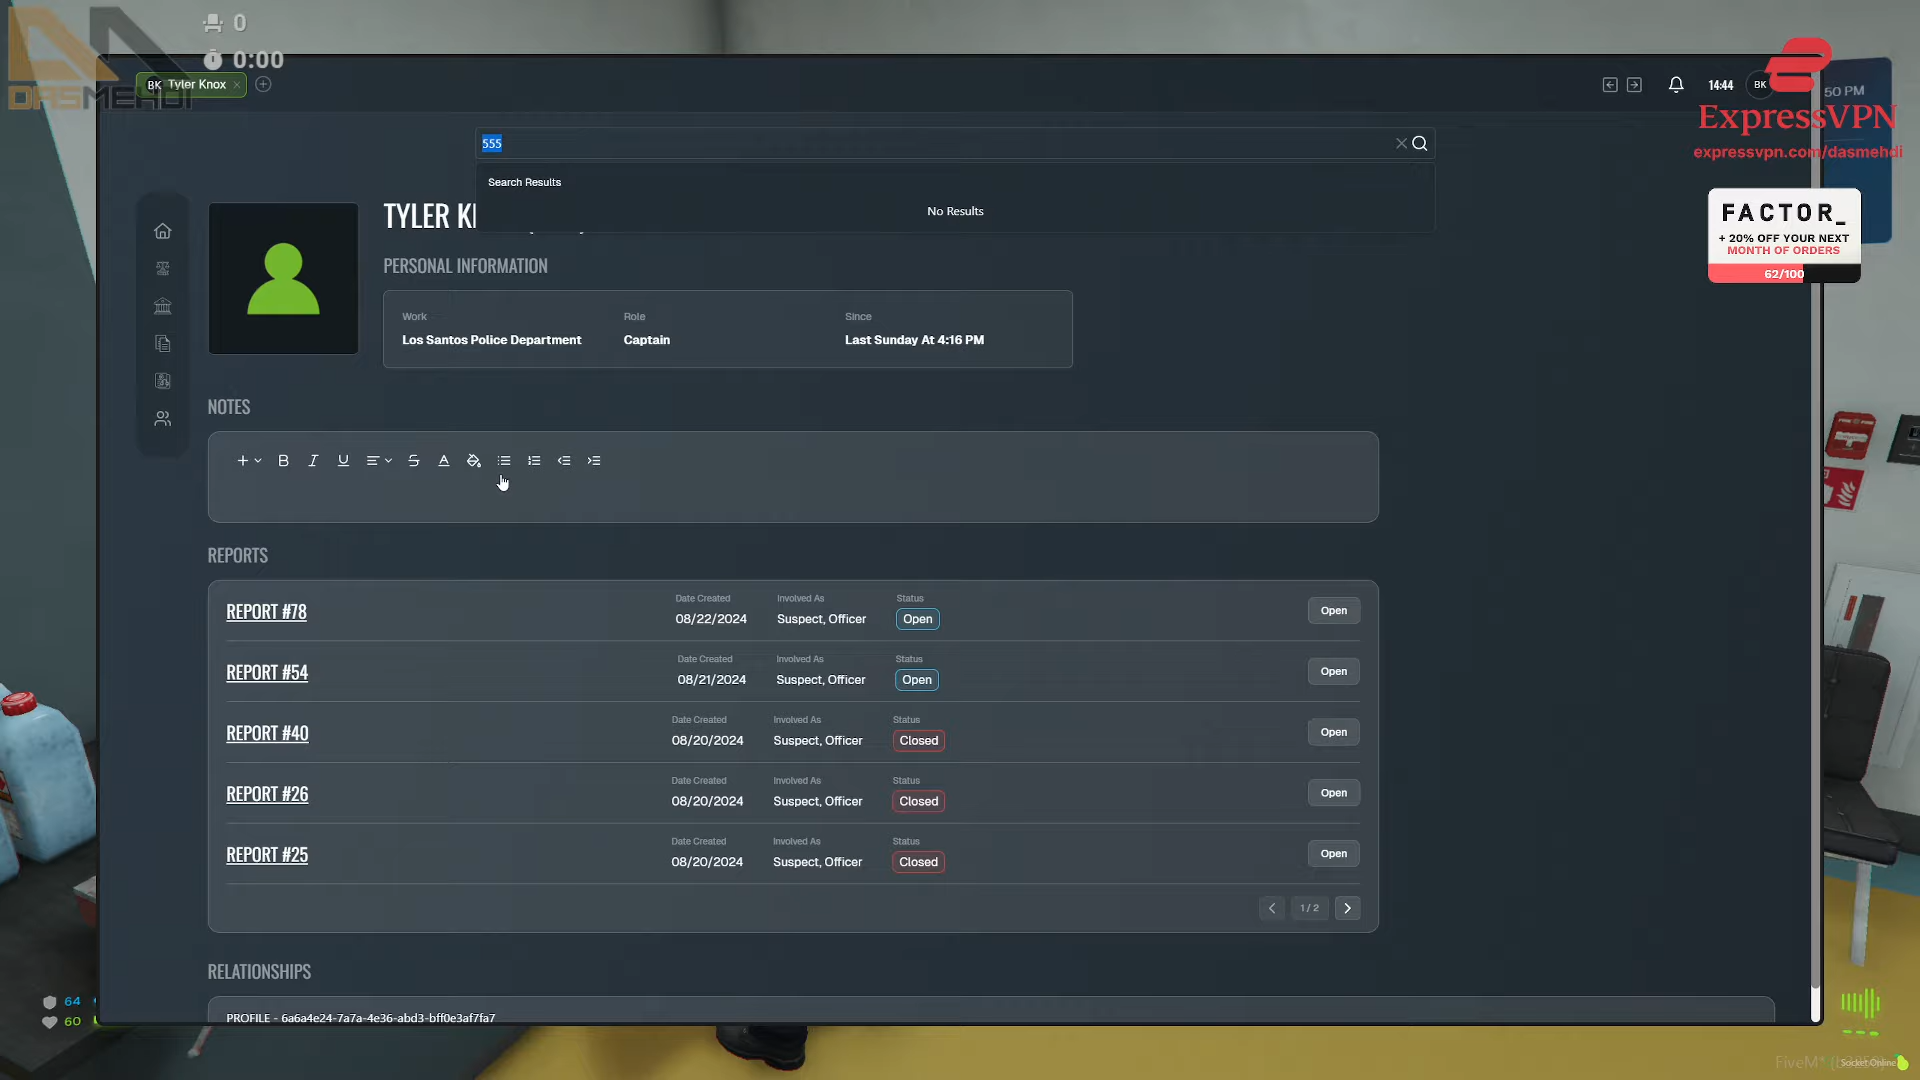 0
0:00
DASMEHDI
BK Tyler Knox
14:44
BK
50 PM
ExpressVPN
expressvpn.com/dasmehdi
555
Search Results
No Results
FACTOR_
+ 20% OFF YOUR NEXT
MONTH OF ORDERS
62/100
TYLER
PERSONAL INFORMATION
Work
Role
Since
Los Santos Police Department
Captain
Last Sunday At 4:16 PM
NOTES
B I U S A
REPORTS
REPORT #78
Date Created
Involved As
Status
08/22/2024
Suspect, Officer
Open
Open
REPORT #54
Date Created
Involved As
Status
08/21/2024
Suspect, Officer
Open
Open
REPORT #40
Date Created
Involved As
Status
08/20/2024
Suspect, Officer
Closed
Open
REPORT #26
Date Created
Involved As
Status
08/20/2024
Suspect, Officer
Closed
Open
REPORT #25
Date Created
Involved As
Status
08/20/2024
Suspect, Officer
Closed
Open
1 / 2
RELATIONSHIPS
PROFILE - 6a6a4e24-7a7a-4e36-abd3-bff0e3af7fa7
64
60
FiveM*
Socket Online